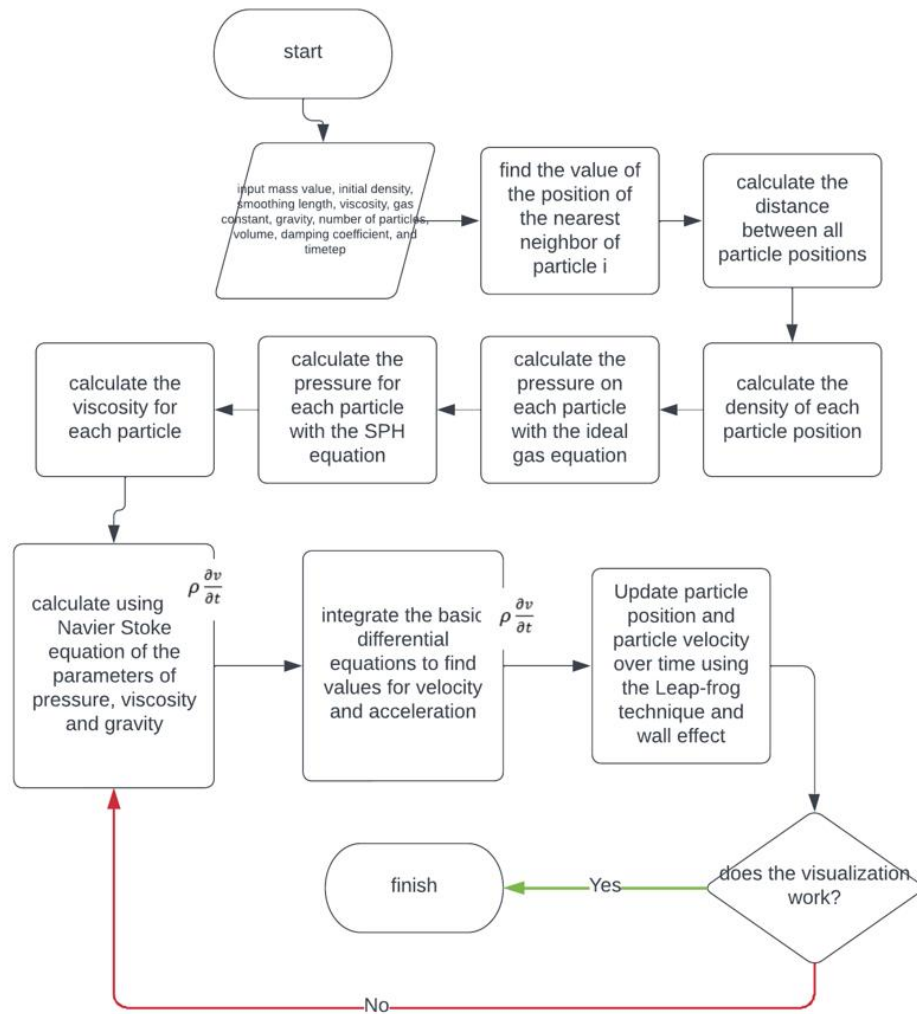 start
input mass value, initial density,
smoothing length, viscosity, gas
constant, gravity, number of particles,
volume, damping coefficient, and
timetep
find the value of
the position of
the nearest
neighbor of
particle i
calculate the
distance
between all
particle positions
calculate the
density of each
particle position
calculate the
pressure on
each particle
with the ideal
gas equation
calculate the
pressure for
each particle
with the SPH
equation
calculate the
viscosity for
each particle
calculate using
Navier Stoke
equation of the
parameters of
pressure, viscosity
and gravity
ρ ∂v/∂t
integrate the basic
differential
equations to find
values for velocity
and acceleration
ρ ∂v/∂t
Update particle
position and
particle velocity
over time using
the Leap-frog
technique and
wall effect
does the visualization
work?
Yes
finish
No